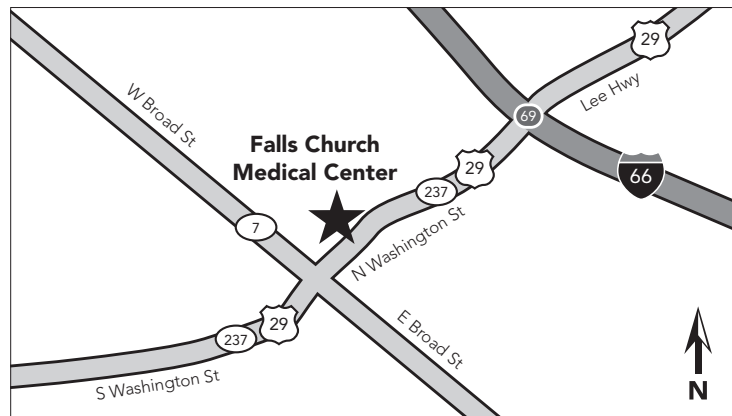 29
Lee Hwy
W Broad St
69
Falls Church
Medical Center
29
66
237
7
N Washington St
29
E Broad St
237
S Washington St
N